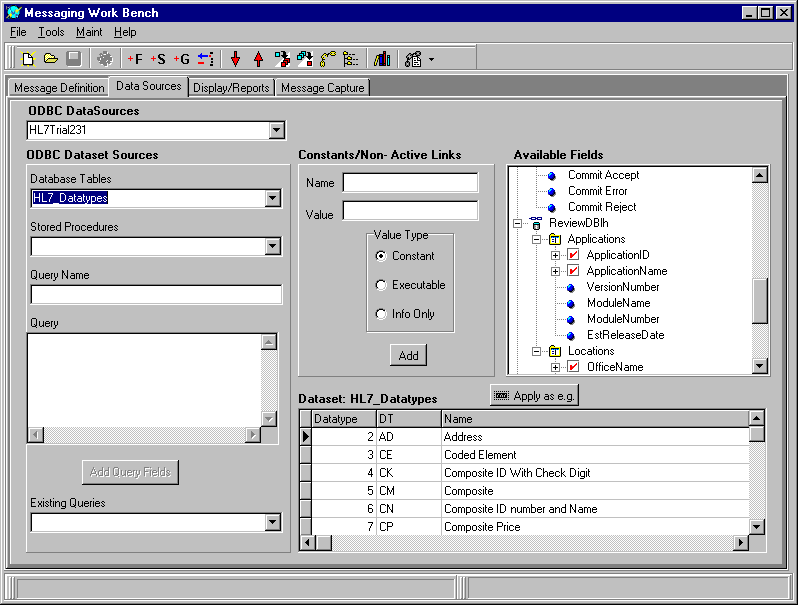 Messaging Work Bench
File Tools Maint Help
+F +S +G
Message Definition Data Sources Display/Reports Message Capture
ODBC DataSources
HL7Trial231
ODBC Dataset Sources
Database Tables
HL7_Datatypes
Stored Procedures
Query Name
Query
Add Query Fields
Existing Queries
Constants/Non- Active Links
Name
Value
Value Type
Constant
Executable
Info Only
Add
Available Fields
Commit Accept
Commit Error
Commit Reject
ReviewDBlh
Applications
ApplicationID
ApplicationName
VersionNumber
ModuleName
ModuleNumber
EstReleaseDate
Locations
OfficeName
Dataset: HL7_Datatypes
Apply as e.g.
Datatype DT Name
2 AD Address
3 CE Coded Element
4 CK Composite ID With Check Digit
5 CM Composite
6 CN Composite ID number and Name
7 CP Composite Price